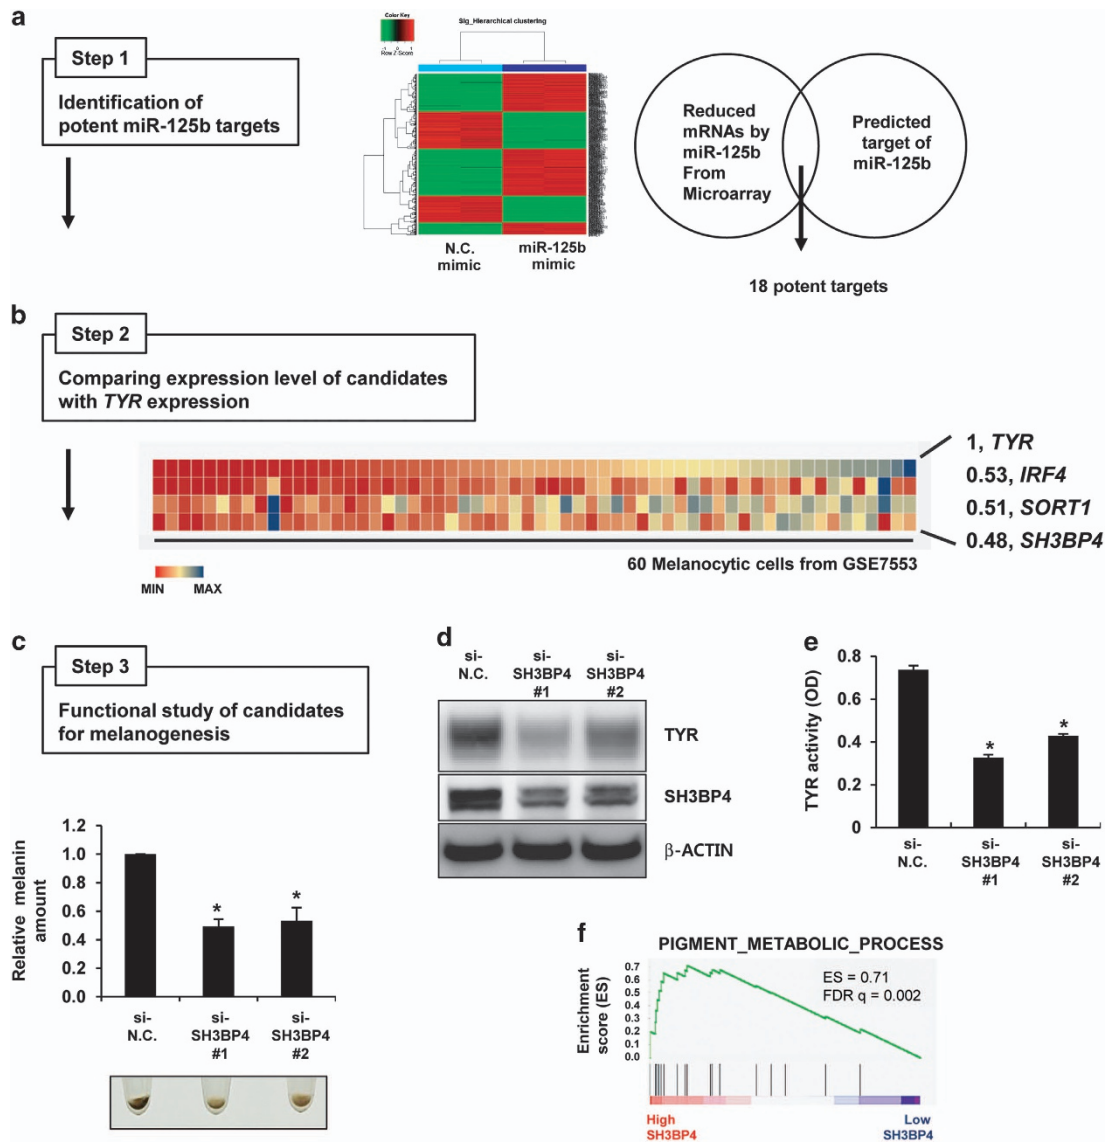 a
Step 1
Identification of
potent miR-125b targets
Color Key
-1 0 1
Row Z-Score
Sig_Hierarchical clustering
N.C.
mimic
miR-125b
mimic
Reduced
mRNAs by
miR-125b
From
Microarray
Predicted
target of
miR-125b
18 potent targets
b
Step 2
Comparing expression level of candidates
with TYR expression
1, TYR
0.53, IRF4
0.51, SORT1
0.48, SH3BP4
60 Melanocytic cells from GSE7553
MIN MAX
c
Step 3
Functional study of candidates
for melanogenesis
Relative melanin
amount
1.2
1.0
0.8
0.6
0.4
0.2
0.0
* *
si-
N.C.
si-
SH3BP4
#1
si-
SH3BP4
#2
d
si-
N.C.
si-
SH3BP4
#1
si-
SH3BP4
#2
TYR
SH3BP4
β-ACTIN
e
TYR activity (OD)
0.8
0.6
0.4
0.2
0
* *
si-
N.C.
si-
SH3BP4
#1
si-
SH3BP4
#2
f
PIGMENT_METABOLIC_PROCESS
Enrichment
score (ES)
0.7
0.6
0.5
0.4
0.3
0.2
0.1
0.0
ES = 0.71
FDR q = 0.002
High
SH3BP4
Low
SH3BP4